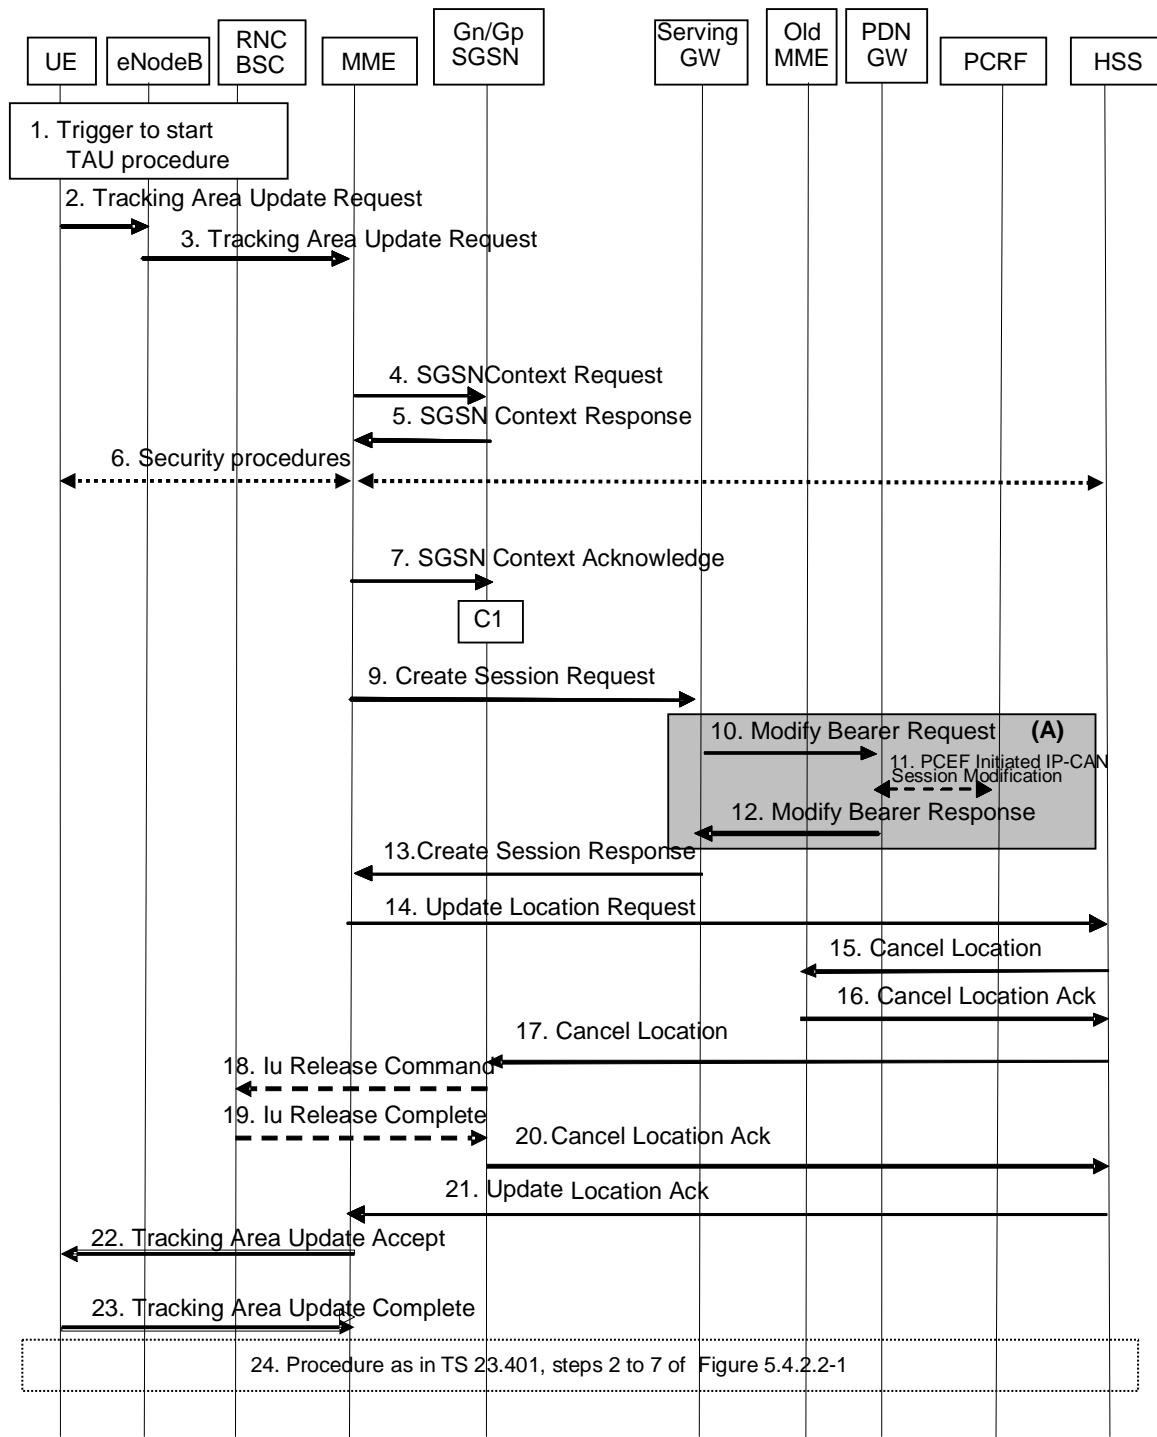 UE
eNodeB
RNC
BSC
MME
Gn/Gp
SGSN
Serving
GW
Old
MME
PDN
GW
PCRF
HSS
1. Trigger to start
TAU procedure
2. Tracking Area Update Request
3. Tracking Area Update Request
4. SGSNContext Request
5. SGSN Context Response
6. Security procedures
7. SGSN Context Acknowledge
C1
9. Create Session Request
10. Modify Bearer Request
(A)
11. PCEF Initiated IP-CAN
Session Modification
12. Modify Bearer Response
13.Create Session Response
14. Update Location Request
15. Cancel Location
16. Cancel Location Ack
17. Cancel Location
18. Iu Release Command
19. Iu Release Complete
20.Cancel Location Ack
21. Update Location Ack
22. Tracking Area Update Accept
23. Tracking Area Update Complete
24. Procedure as in TS 23.401, steps 2 to 7 of Figure 5.4.2.2-1